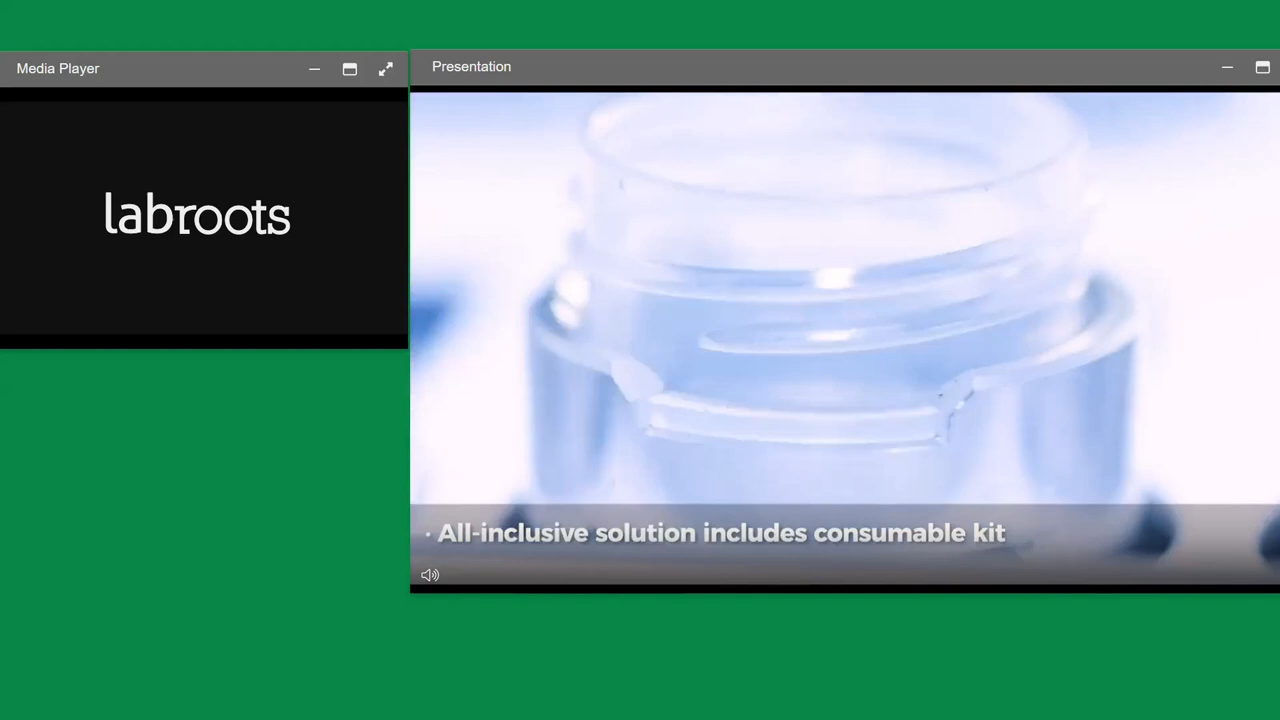 Media Player
Presentation
labroots
· All-inclusive solution includes consumable kit